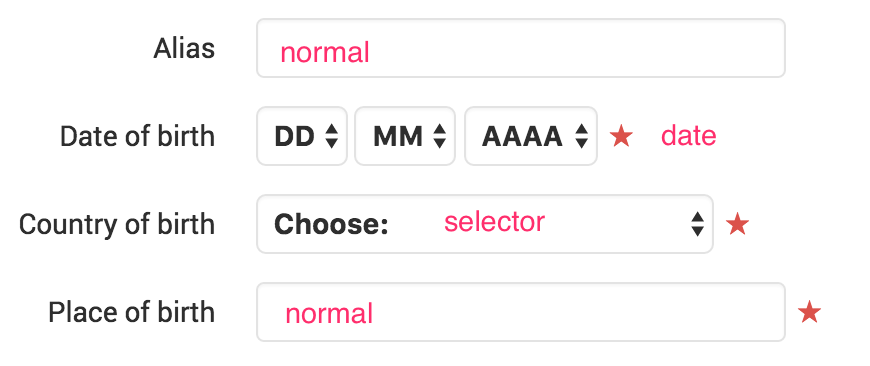 Alias normal
Date of birth DD MM AAAA ★ date
Country of birth Choose: selector ★
Place of birth normal ★